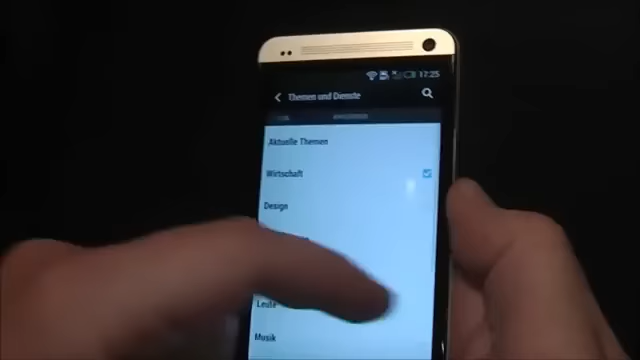 17:25
Themen und Dienste
Aktuelle Themen
Wirtschaft
Design
Leute
Musik